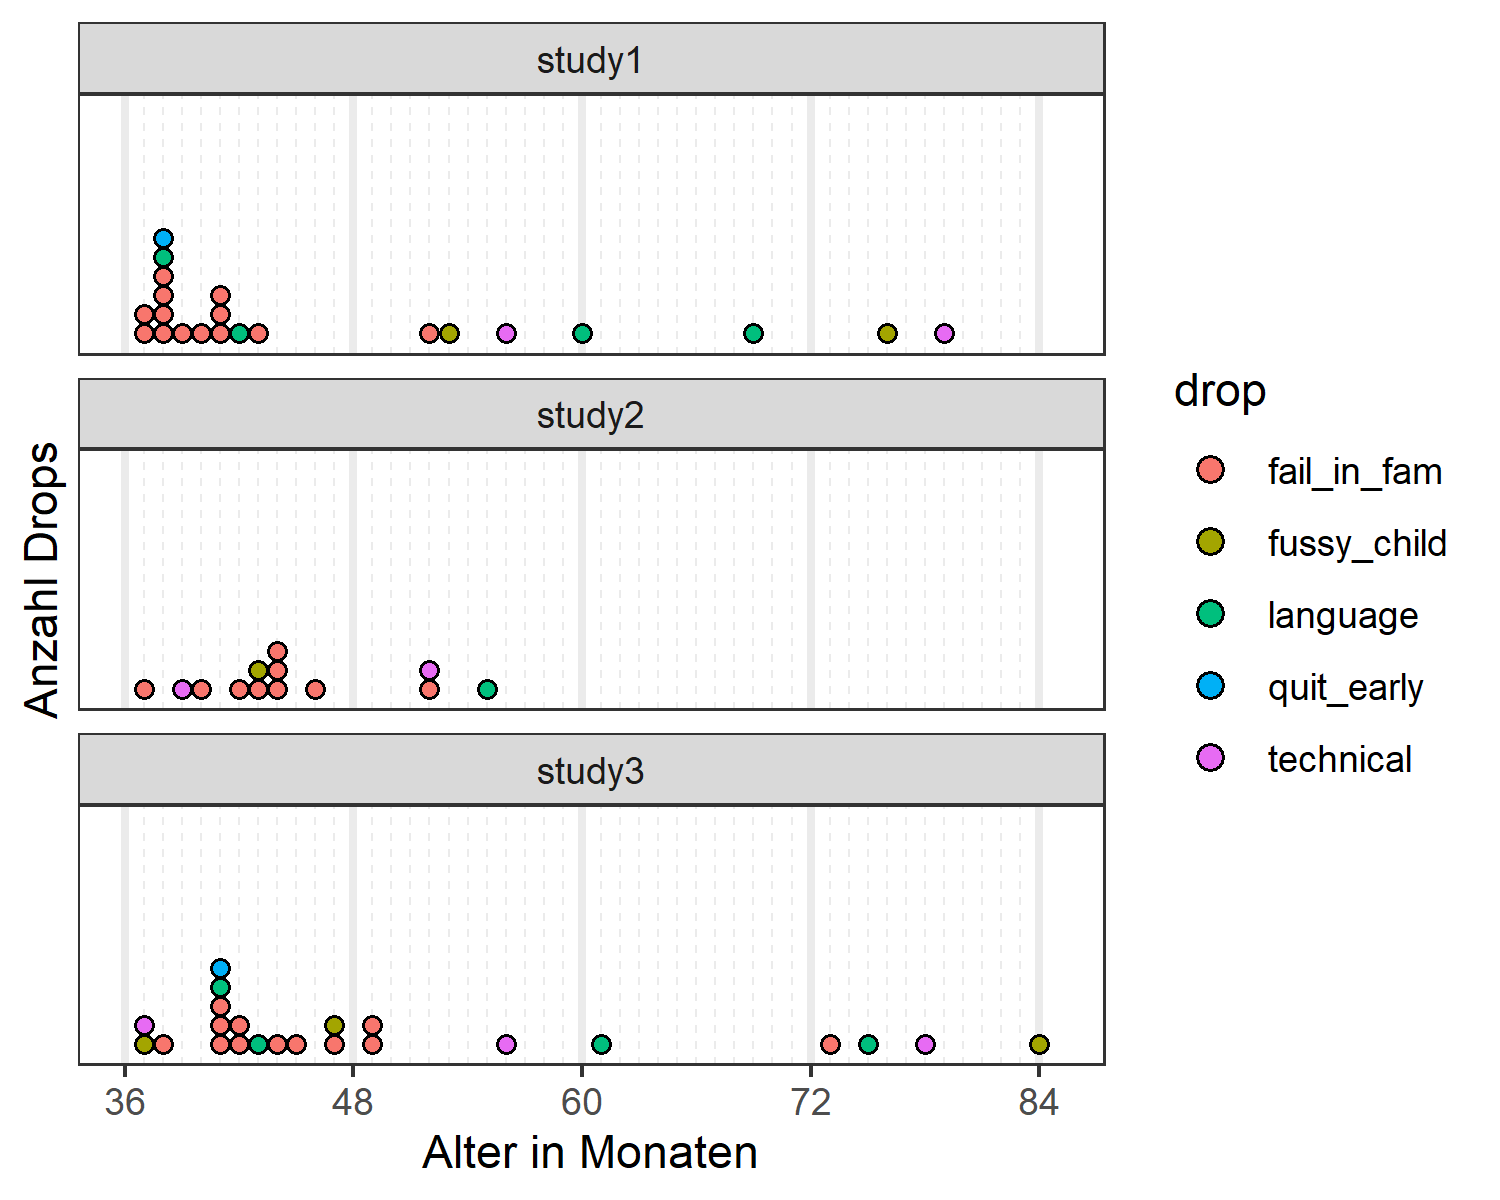 study1
study2
study3
Anzahl Drops
36 48 60 72 84
Alter in Monaten
drop
fail_in_fam
fussy_child
language
quit_early
technical